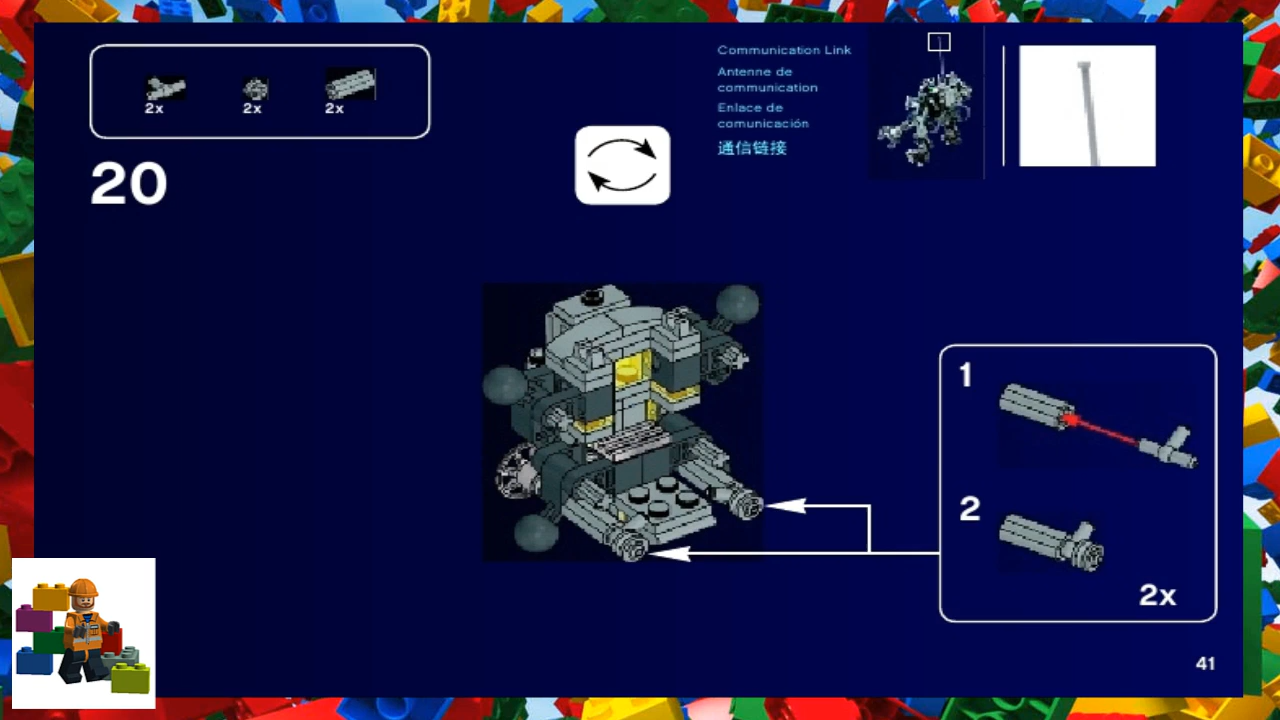 2x 2x 2x
20
Communication Link
Antenne de
communication
Enlace de
comunicación
通信链接
1
2
2x
41